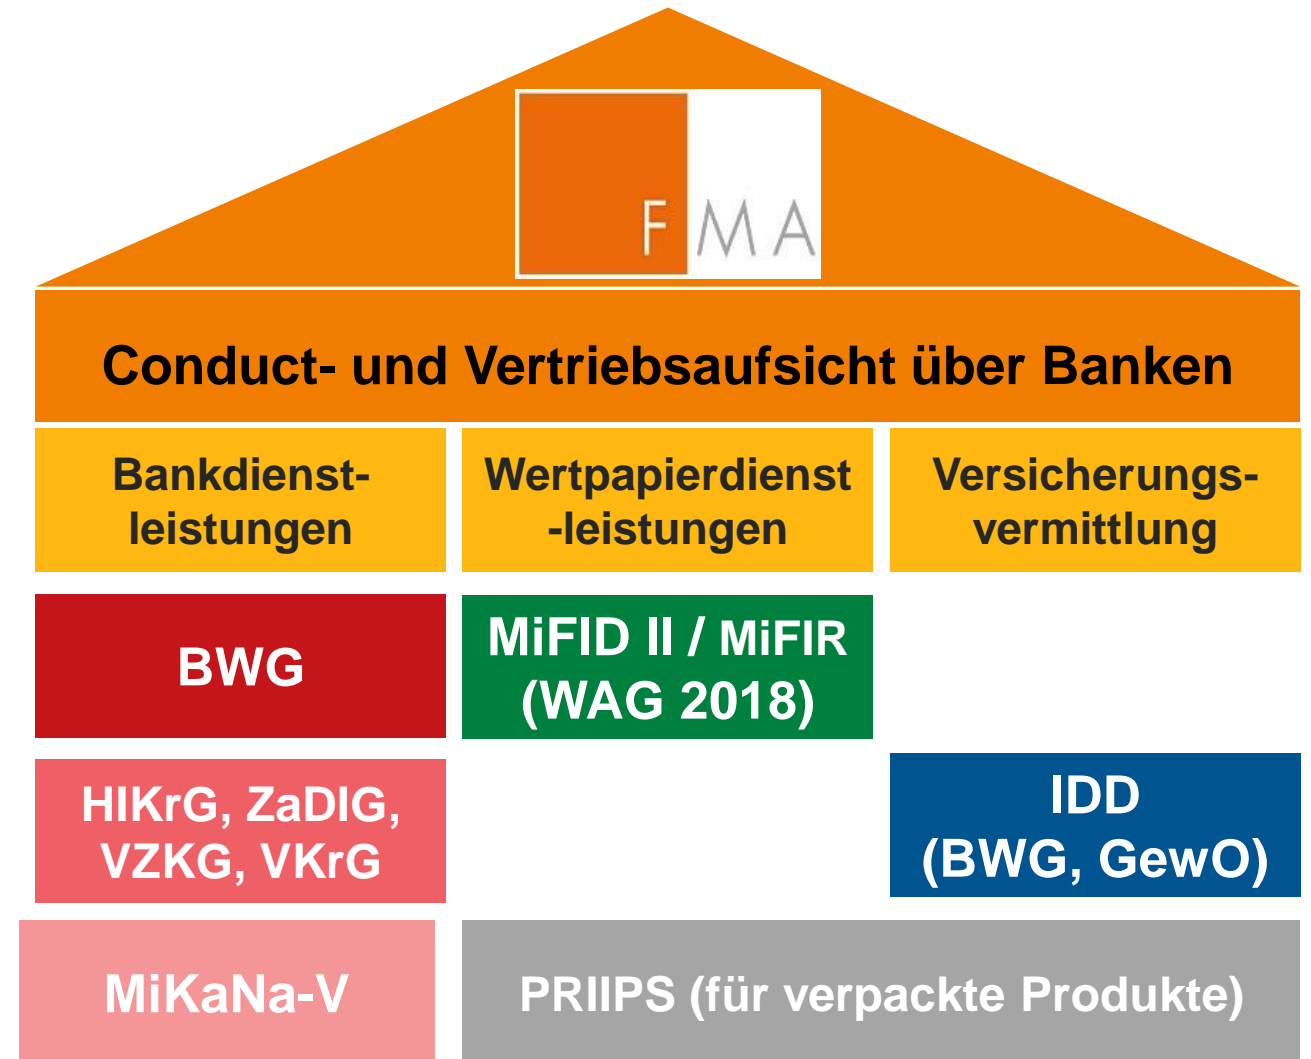 FMA
Conduct- und Vertriebsaufsicht über Banken
Bankdienst-
leistungen
Wertpapierdienst
-leistungen
Versicherungs-
vermittlung
BWG
MiFID II / MiFIR
(WAG 2018)
HIKrG, ZaDIG,
VZKG, VKrG
IDD
(BWG, GewO)
MiKaNa-V
PRIIPS (für verpackte Produkte)